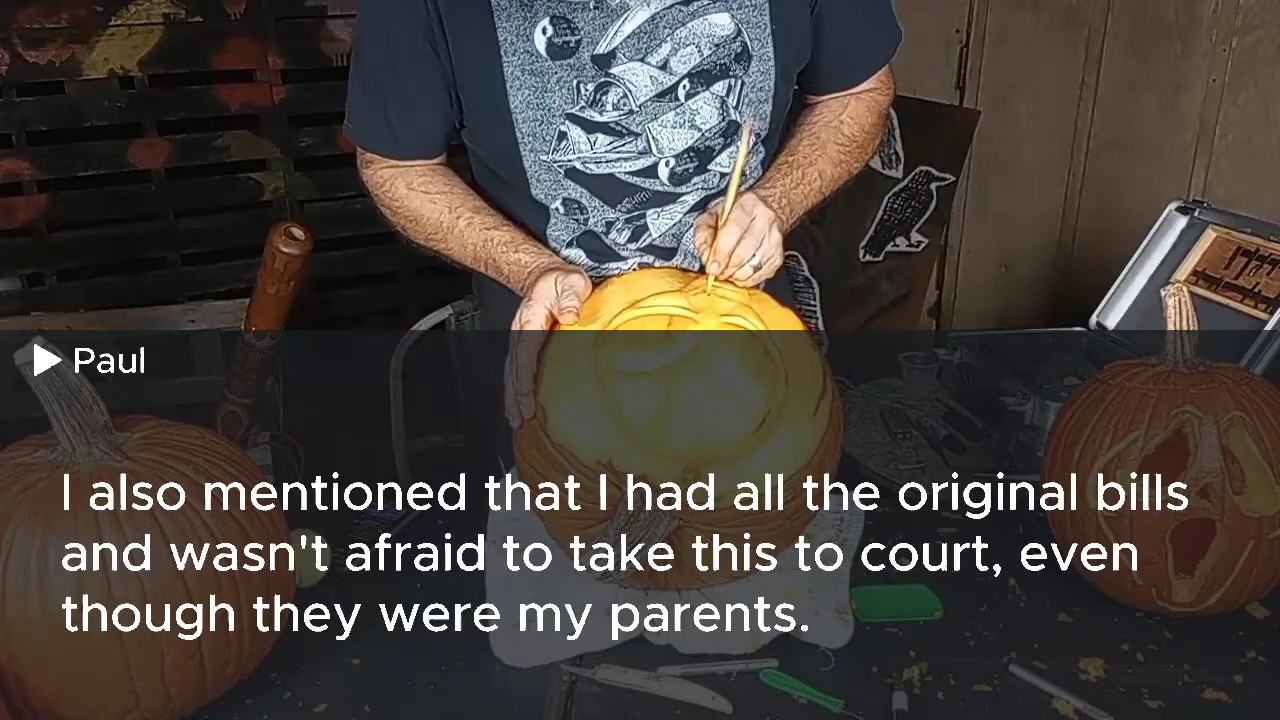 Paul
I also mentioned that I had all the original bills
and wasn't afraid to take this to court, even
though they were my parents.